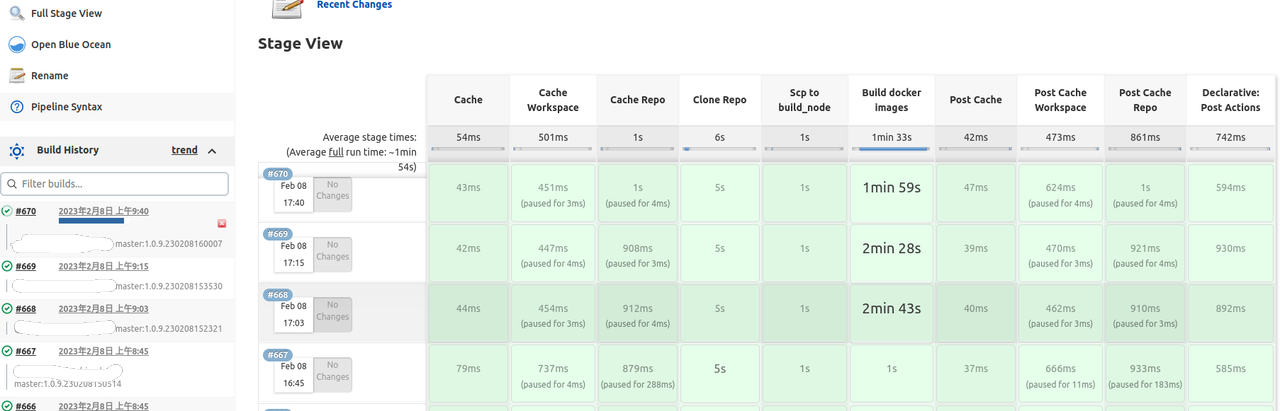 Full Stage View
Open Blue Ocean
Rename
Pipeline Syntax
Build History trend
Filter builds...
#670 2023年2月8日 上午9:40
master:1.0.9.230208160007
#669 2023年2月8日 上午9:15
master:1.0.9.230208153530
#668 2023年2月8日 上午9:03
master:1.0.9.230208152321
#667 2023年2月8日 上午8:45
master:1.0.9.230208150514
#666 2023年2月8日 上午8:45
Recent Changes
Stage View
Cache
Cache
Workspace
Cache Repo
Clone Repo
Scp to
build_node
Build docker
images
Post Cache
Post Cache
Workspace
Post Cache
Repo
Declarative:
Post Actions
Average stage times:
(Average full run time: ~1min
54s)
54ms 501ms 1s 6s 1s 1min 33s 42ms 473ms 861ms 742ms
#670
Feb 08
17:40
No
Changes
43ms 451ms 1s 5s 1s 1min 59s 47ms 624ms 1s 594ms
(paused for 3ms) (paused for 4ms) (paused for 4ms) (paused for 4ms)
#669
Feb 08
17:15
No
Changes
42ms 447ms 908ms 5s 1s 2min 28s 39ms 470ms 921ms 930ms
(paused for 4ms) (paused for 3ms) (paused for 3ms) (paused for 4ms)
#668
Feb 08
17:03
No
Changes
44ms 454ms 912ms 5s 1s 2min 43s 40ms 462ms 910ms 892ms
(paused for 3ms) (paused for 4ms) (paused for 3ms) (paused for 3ms)
#667
Feb 08
16:45
No
Changes
79ms 737ms 879ms 5s 1s 1s 37ms 666ms 933ms 585ms
(paused for 4ms) (paused for 288ms) (paused for 11ms) (paused for 183ms)